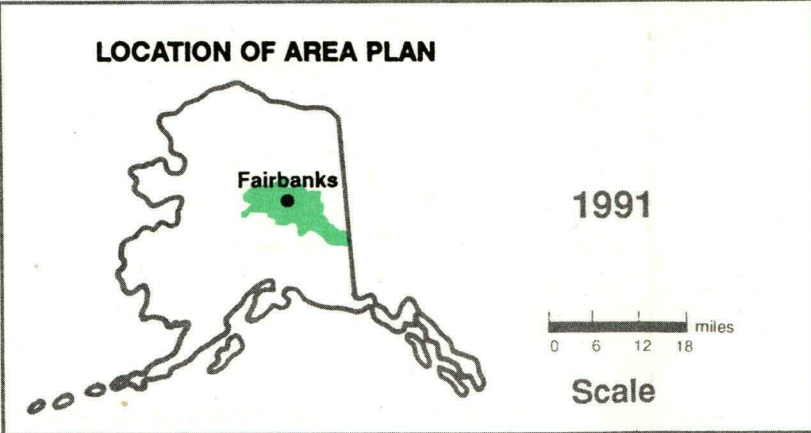 LOCATION OF AREA PLAN
Fairbanks
1991
miles
0 6 12 18
Scale